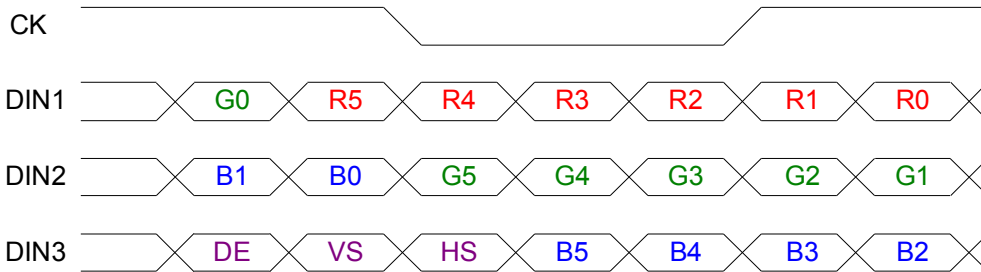 CK
DIN1 G0 R5 R4 R3 R2 R1 R0
DIN2 B1 B0 G5 G4 G3 G2 G1
DIN3 DE VS HS B5 B4 B3 B2